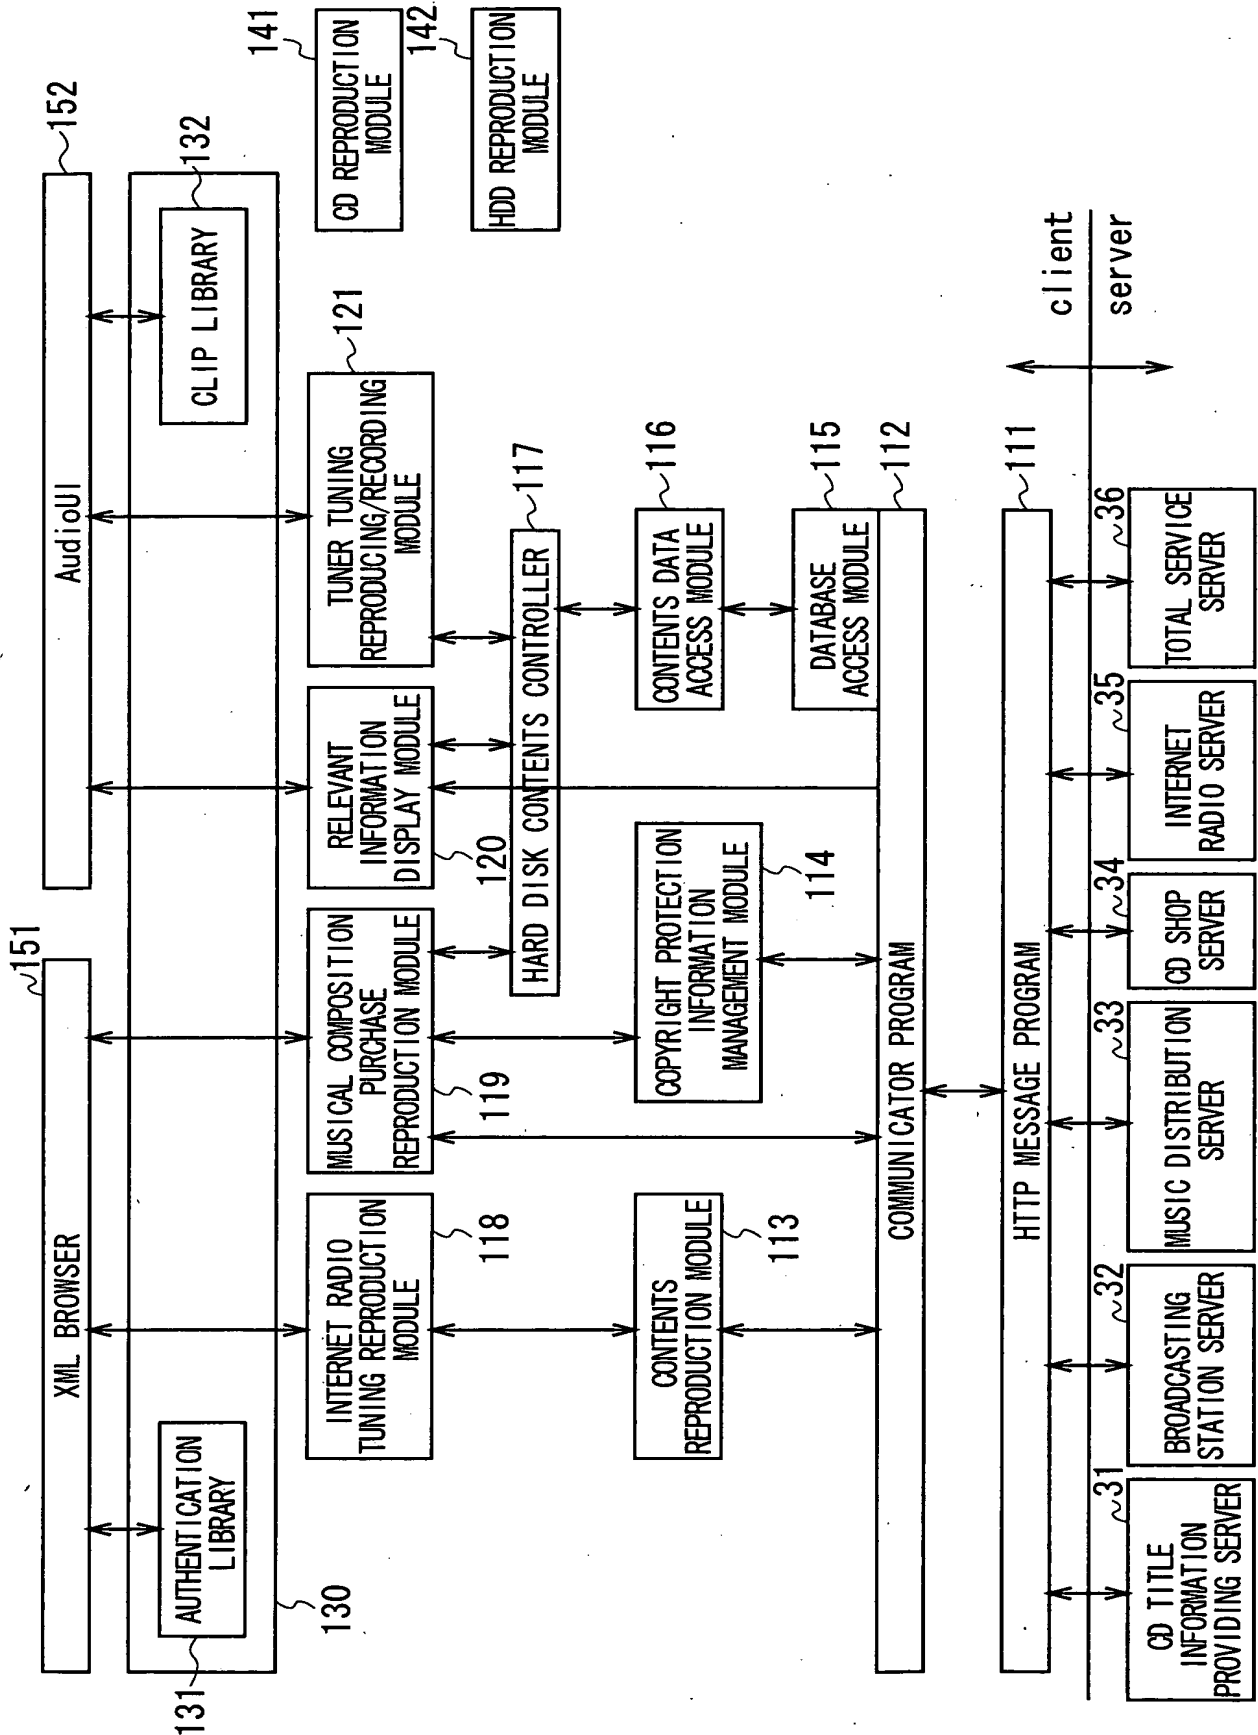 151
XML BROWSER
152
AudioUI
131
AUTHENTICATION
LIBRARY
130
132
CLIP LIBRARY
INTERNET RADIO
TUNING REPRODUCTION
MODULE
118
MUSICAL COMPOSITION
PURCHASE
REPRODUCTION MODULE
119
RELEVANT
INFORMATION
DISPLAY MODULE
120
TUNER TUNING
REPRODUCING/RECORDING
MODULE
121
CD REPRODUCTION
MODULE
141
HDD REPRODUCTION
MODULE
142
HARD DISK CONTENTS CONTROLLER
117
CONTENTS
REPRODUCTION MODULE
113
COPYRIGHT PROTECTION
INFORMATION
MANAGEMENT MODULE
114
CONTENTS DATA
ACCESS MODULE
116
DATABASE
ACCESS MODULE
115
COMMUNICATOR PROGRAM
112
HTTP MESSAGE PROGRAM
111
client
server
31
CD TITLE
INFORMATION
PROVIDING SERVER
32
BROADCASTING
STATION SERVER
33
MUSIC DISTRIBUTION
SERVER
34
CD SHOP
SERVER
35
INTERNET
RADIO SERVER
36
TOTAL SERVICE
SERVER